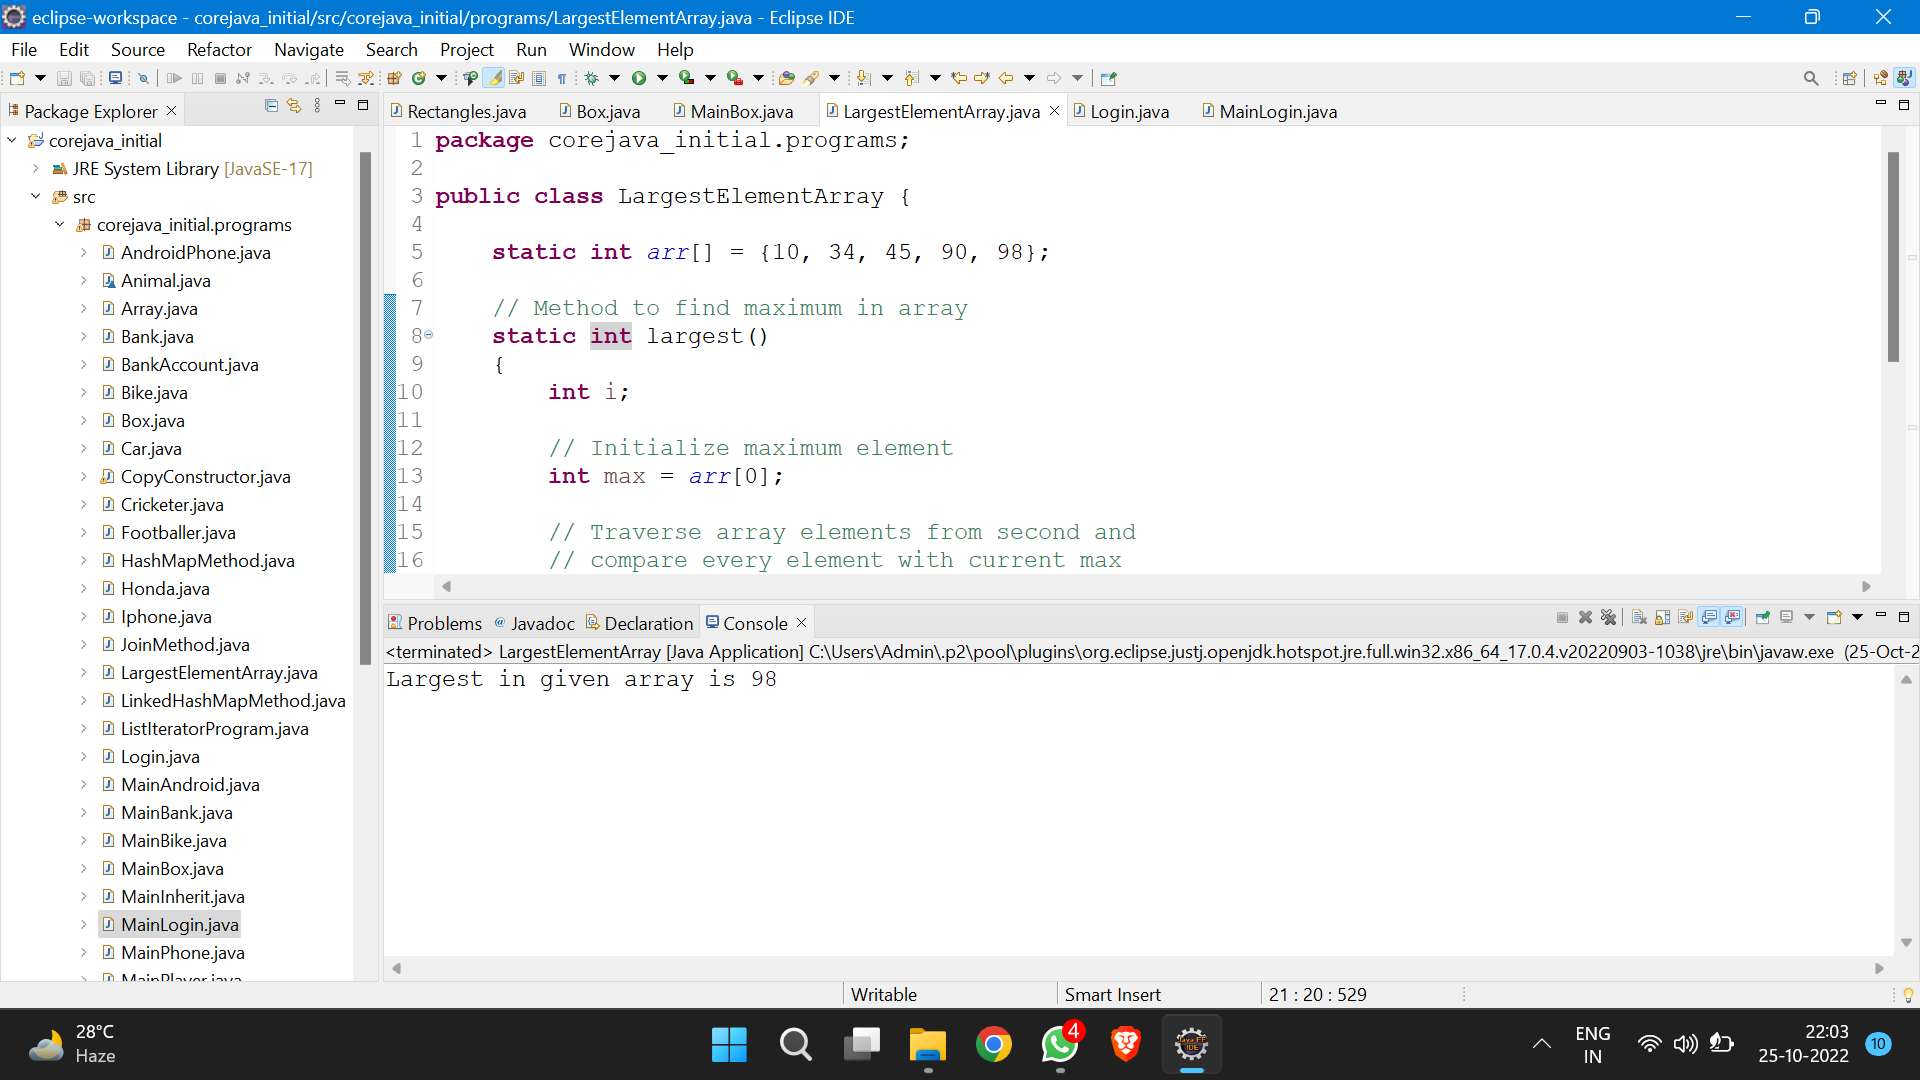 eclipse-workspace - corejava_initial/src/corejava_initial/programs/LargestElementArray.java - Eclipse IDE
File Edit Source Refactor Navigate Search Project Run Window Help
Package Explorer
corejava_initial
JRE System Library [JavaSE-17]
src
corejava_initial.programs
AndroidPhone.java
Animal.java
Array.java
Bank.java
BankAccount.java
Bike.java
Box.java
Car.java
CopyConstructor.java
Cricketer.java
Footballer.java
HashMapMethod.java
Honda.java
Iphone.java
JoinMethod.java
LargestElementArray.java
LinkedHashMapMethod.java
ListIteratorProgram.java
Login.java
MainAndroid.java
MainBank.java
MainBike.java
MainBox.java
MainInherit.java
MainLogin.java
MainPhone.java
MainPlayer.java
Rectangles.java Box.java MainBox.java LargestElementArray.java Login.java MainLogin.java
1 package corejava_initial.programs;
2
3 public class LargestElementArray {
4
5 static int arr[] = {10, 34, 45, 90, 98};
6
7 // Method to find maximum in array
8 static int largest()
9 {
10 int i;
11
12 // Initialize maximum element
13 int max = arr[0];
14
15 // Traverse array elements from second and
16 // compare every element with current max
Problems Javadoc Declaration Console
<terminated> LargestElementArray [Java Application] C:\Users\Admin\.p2\pool\plugins\org.eclipse.justj.openjdk.hotspot.jre.full.win32.x86_64_17.0.4.v20220903-1038\jre\bin\javaw.exe (25-Oct-2
Largest in given array is 98
Writable Smart Insert 21 : 20 : 529
28°C
Haze
4
Java EE
IDE
ENG
IN
22:03
25-10-2022
10